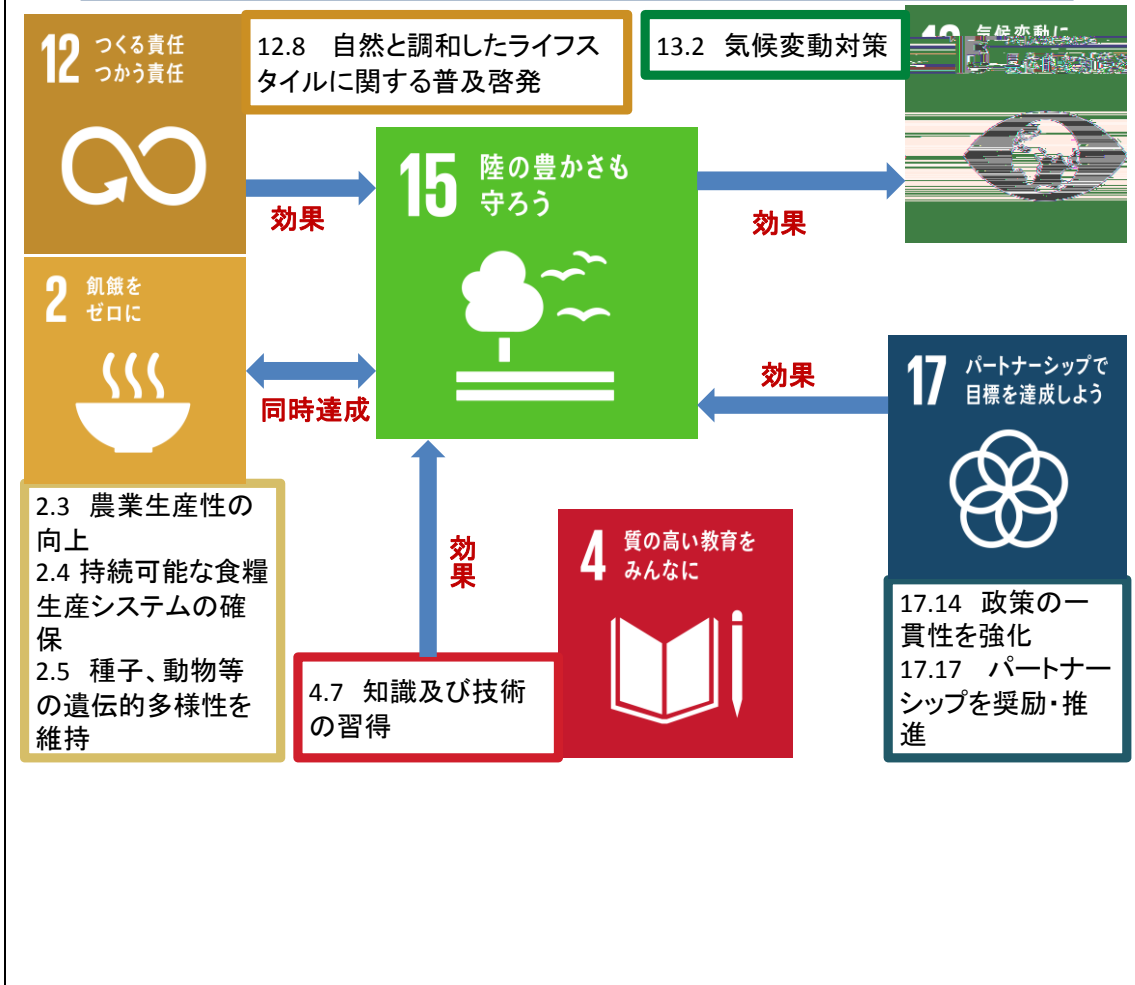 12 つくる責任
つかう責任
12.8 自然と調和したライフス
タイルに関する普及啓発
13.2 気候変動対策
気候変動に
15 陸の豊かさも
守ろう
効果
効果
2 飢餓を
ゼロに
同時達成
効果
17 パートナーシップで
目標を達成しよう
2.3 農業生産性の
向上
2.4 持続可能な食糧
生産システムの確
保
2.5 種子、動物等
の遺伝的多様性を
維持
効
果
4 質の高い教育を
みんなに
4.7 知識及び技術
の習得
17.14 政策の一
貫性を強化
17.17 パートナー
シップを奨励・推
進